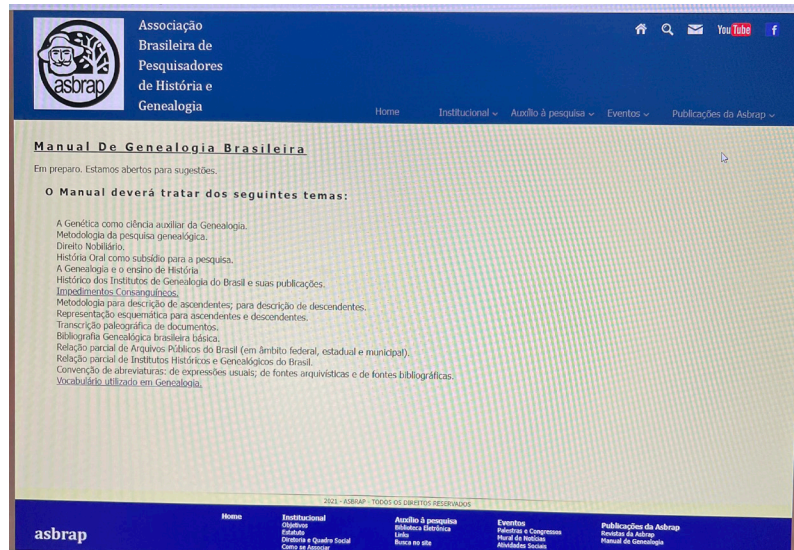 asbrap
Associação
Brasileira de
Pesquisadores
de História e
Genealogia
YouTube
f
Home
Institucional
Auxílio à pesquisa
Eventos
Publicações da Asbrap
Manual De Genealogia Brasileira
Em preparo. Estamos abertos para sugestões.
O Manual deverá tratar dos seguintes temas:
A Genética como ciência auxiliar da Genealogia.
Metodologia da pesquisa genealógica.
Direito Nobiliário.
História Oral como subsídio para a pesquisa.
A Genealogia e o ensino de História
Histórico dos Institutos de Genealogia do Brasil e suas publicações.
Impedimentos Consanguíneos.
Metodologia para descrição de ascendentes; para descrição de descendentes.
Representação esquemática para ascendentes e descendentes.
Transcrição paleográfica de documentos.
Bibliografia Genealógica brasileira básica.
Relação parcial de Arquivos Públicos do Brasil (em âmbito federal, estadual e municipal).
Relação parcial de Institutos Históricos e Genealógicos do Brasil.
Convenção de abreviaturas: de expressões usuais; de fontes arquivísticas e de fontes bibliográficas.
Vocabulário utilizado em Genealogia.
2021 - ASBRAP - TODOS OS DIREITOS RESERVADOS
asbrap
Home
Institucional
Objetivos
Estatuto
Diretoria e Quadro Social
Como se Associar
Auxílio à pesquisa
Biblioteca Eletrônica
Links
Busca no site
Eventos
Palestras e Congressos
Mural de Notícias
Atividades Sociais
Publicações da Asbrap
Revistas da Asbrap
Manual de Genealogia